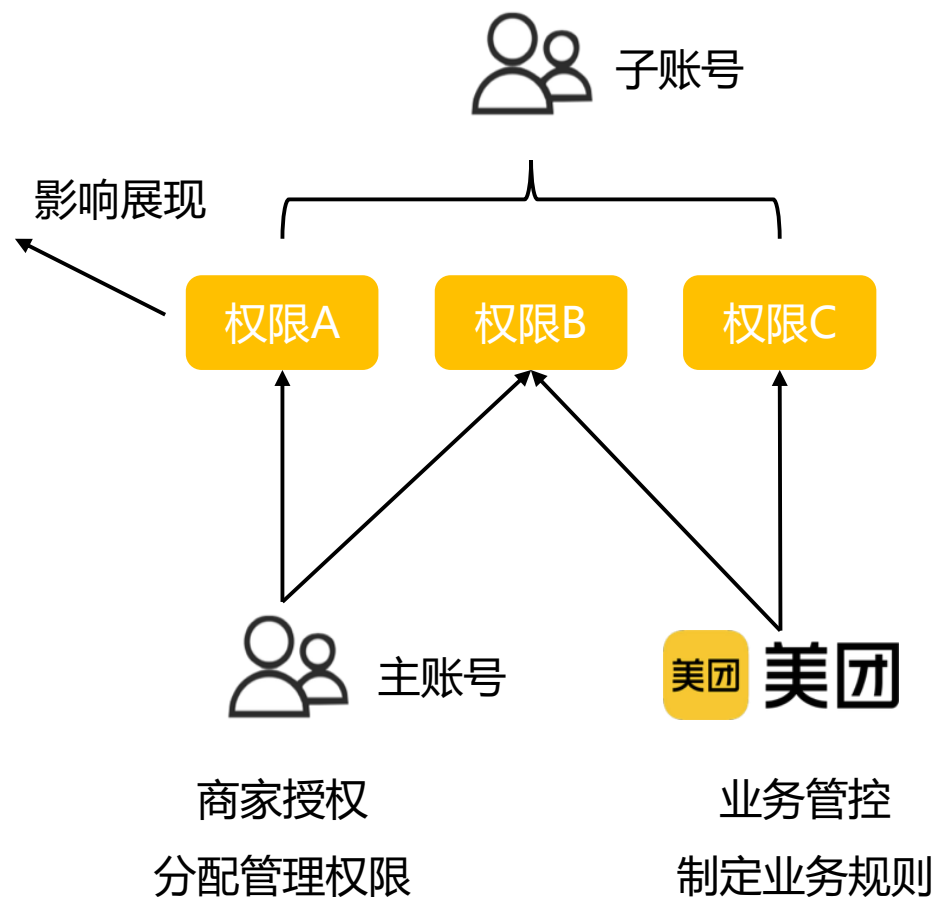 子账号
影响展现
权限A
权限B
权限C
主账号
美团 美团
商家授权
业务管控
分配管理权限
制定业务规则